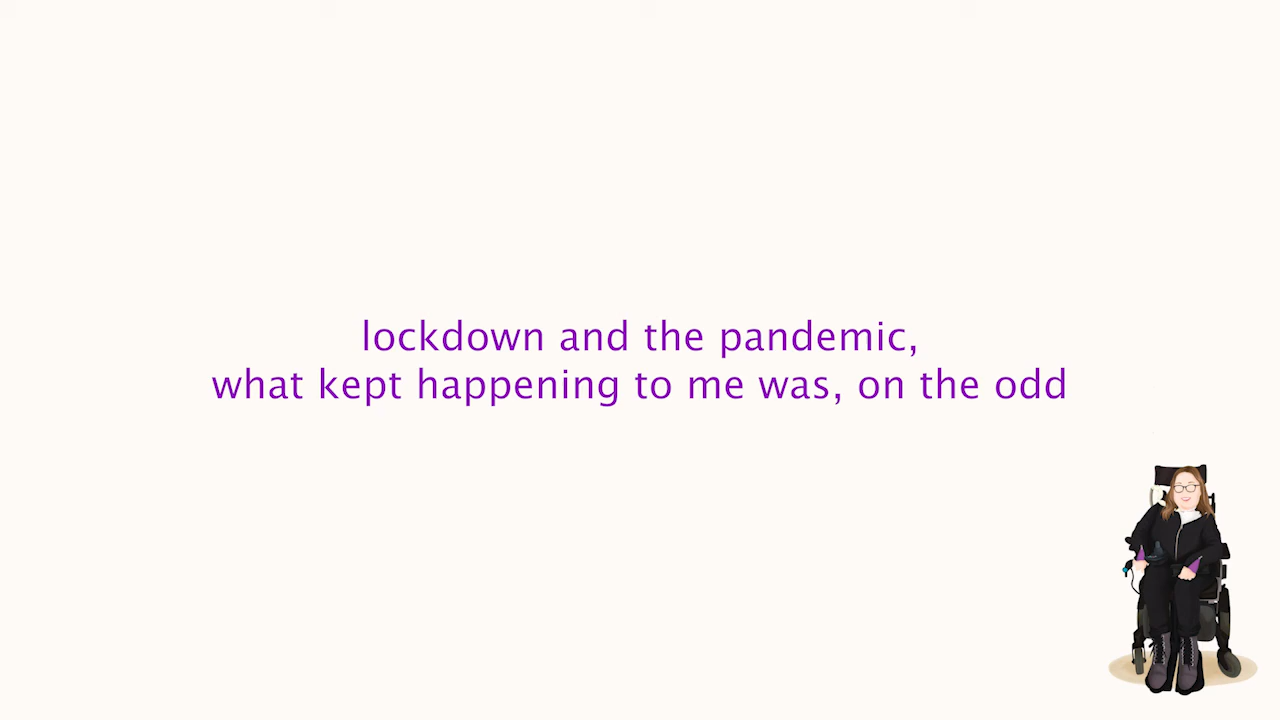 lockdown and the pandemic,
what kept happening to me was, on the odd